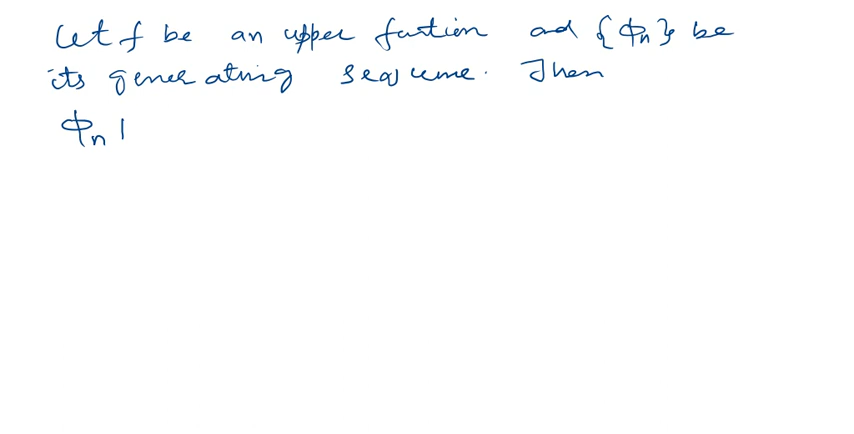 Let f be an upper function and {ϕn} be
its generating sequence. Then
ϕn |